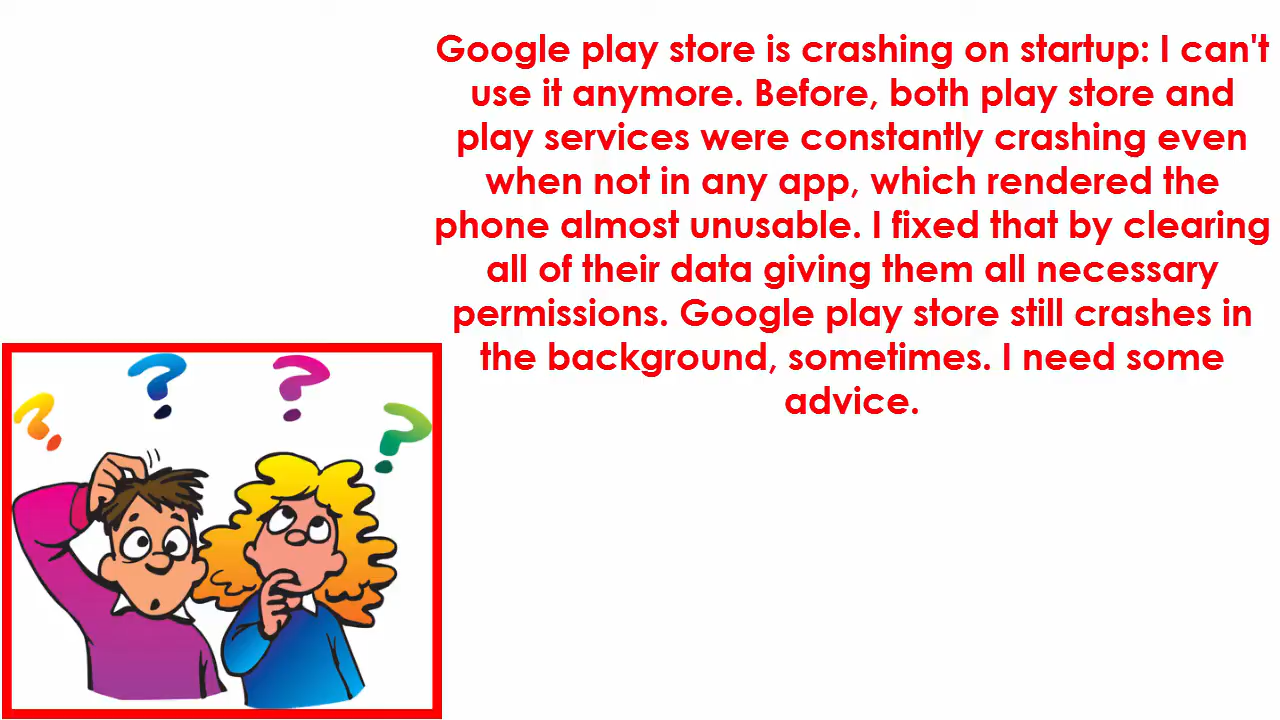 Google play store is crashing on startup: I can't
use it anymore. Before, both play store and
play services were constantly crashing even
when not in any app, which rendered the
phone almost unusable. I fixed that by clearing
all of their data giving them all necessary
permissions. Google play store still crashes in
the background, sometimes. I need some
advice.